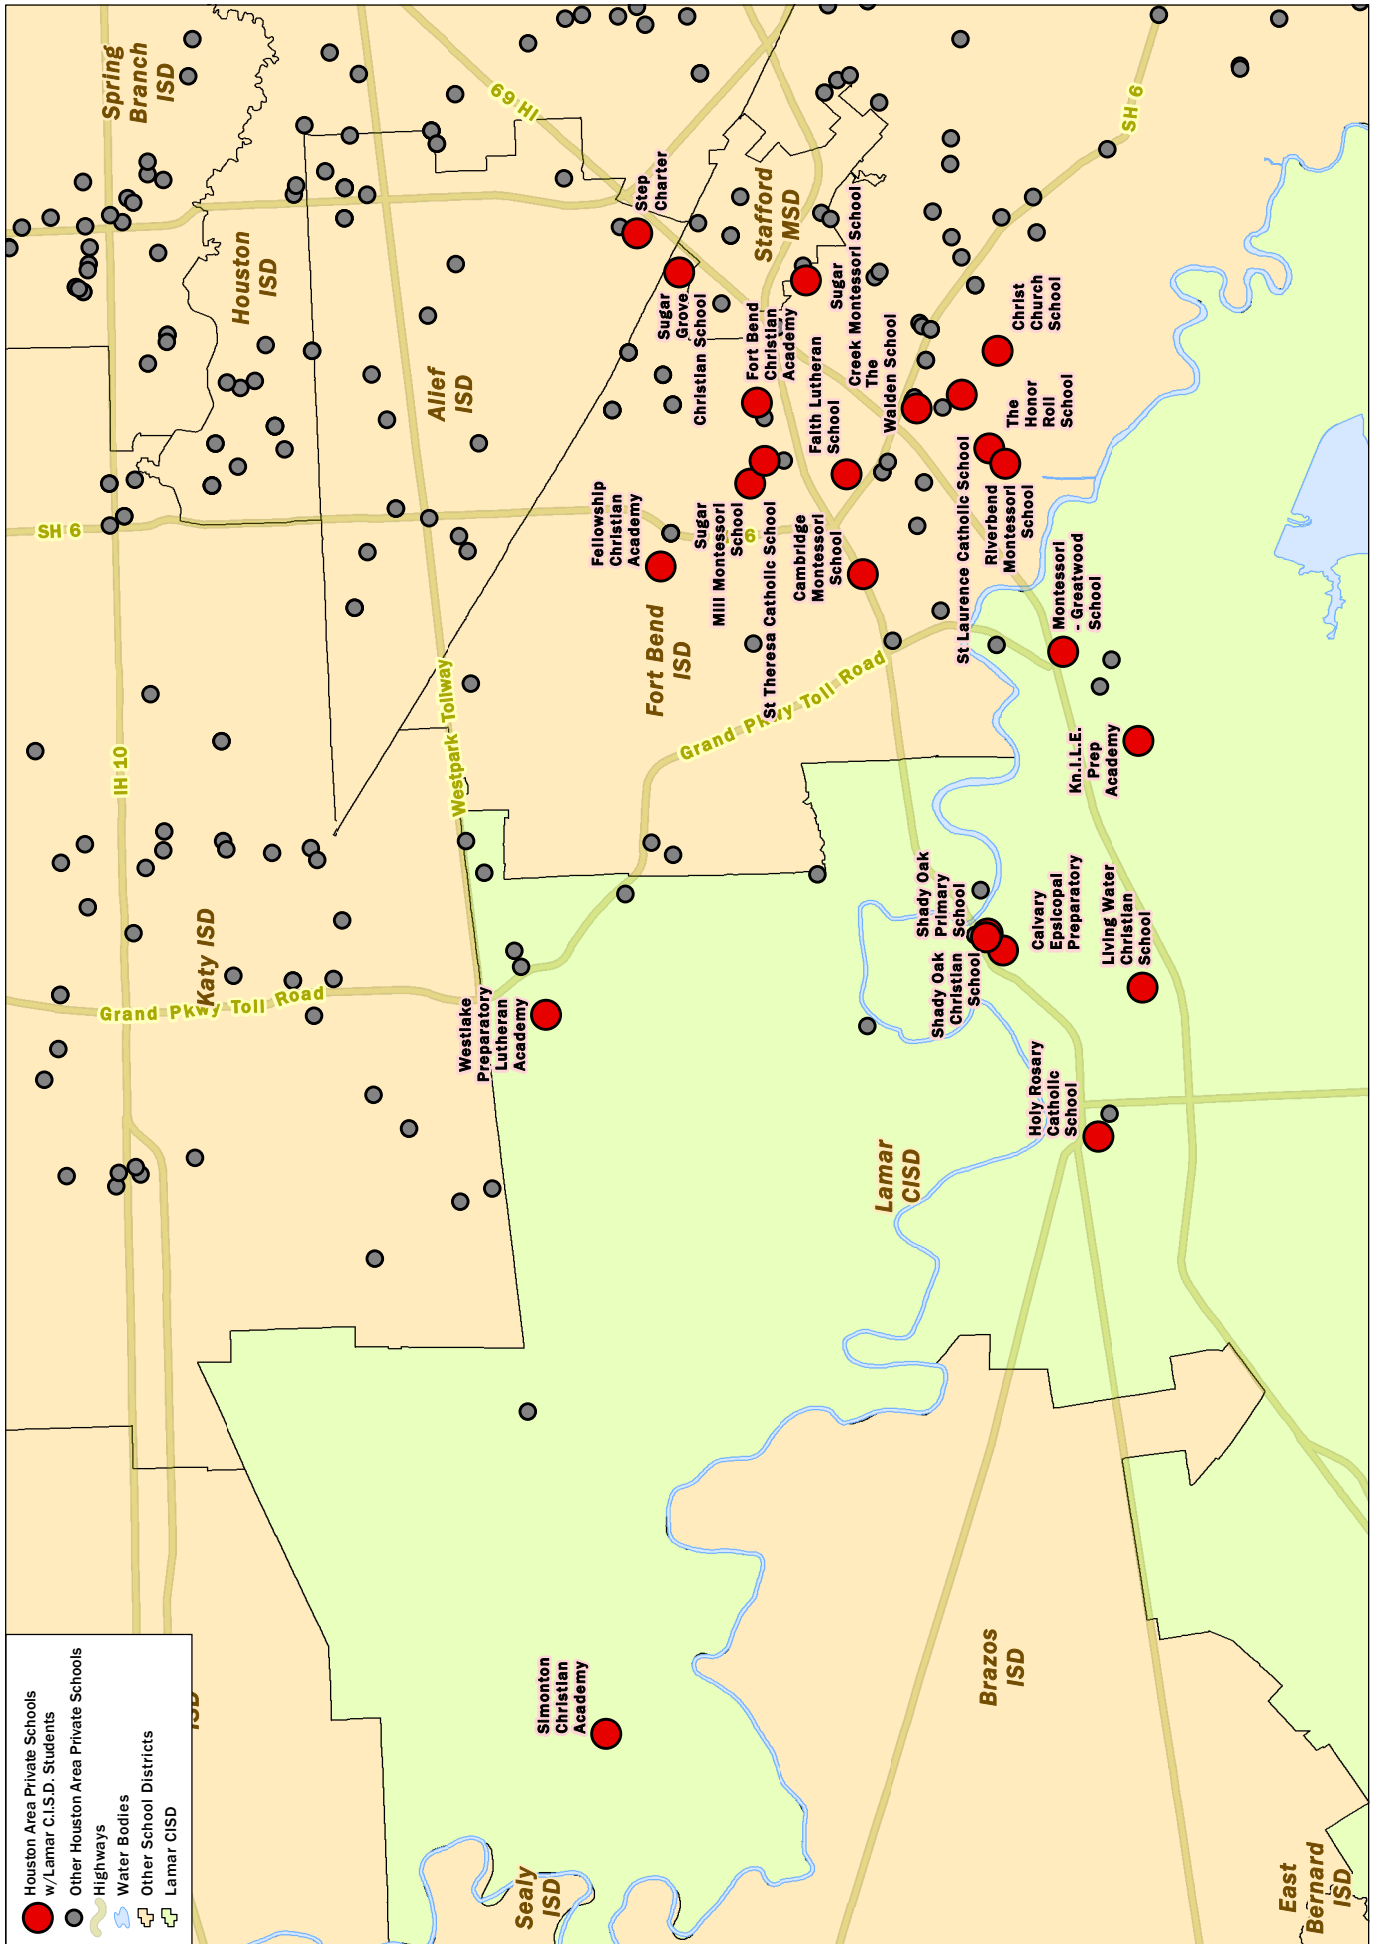 Houston Area Private Schools
w/Lamar C.I.S.D. Students
Other Houston Area Private Schools
Highways
Water Bodies
Other School Districts
Lamar CISD
ISD
Sealy
ISD
East
Bernard
ISD
Brazos
ISD
Simonton
Christian
Academy
Lamar
CISD
Holy Rosary
Catholic
School
Westlake
Preparatory
Lutheran
Academy
Shady Oak
Christian
School
Shady Oak
Primary
School
Calvary
Epsicopal
Preparatory
Living Water
Christian
School
Kn.I.L.E.
Prep
Academy
Montessori
- Greatwood
School
Katy ISD
Grand Pkwy Toll Road
IH 10
Westpark Tollway
Grand Pkwy Toll Road
Fort Bend
ISD
SH 6
6
Fellowship
Christian
Academy
Sugar
Mill Montessori
School
St Theresa Catholic School
Cambridge
Montessori
School
St Laurence Catholic School
Riverbend
Montessori
School
Faith Lutheran
School
Fort Bend
Christian
Academy
Sugar
Grove
Christian School
The
Walden School
Sugar
Creek Montessori School
The
Honor
Roll
School
Christ
Church
School
Step
Charter
Stafford
MSD
Alief
ISD
Houston
ISD
Spring
Branch
ISD
IH 69
SH 6